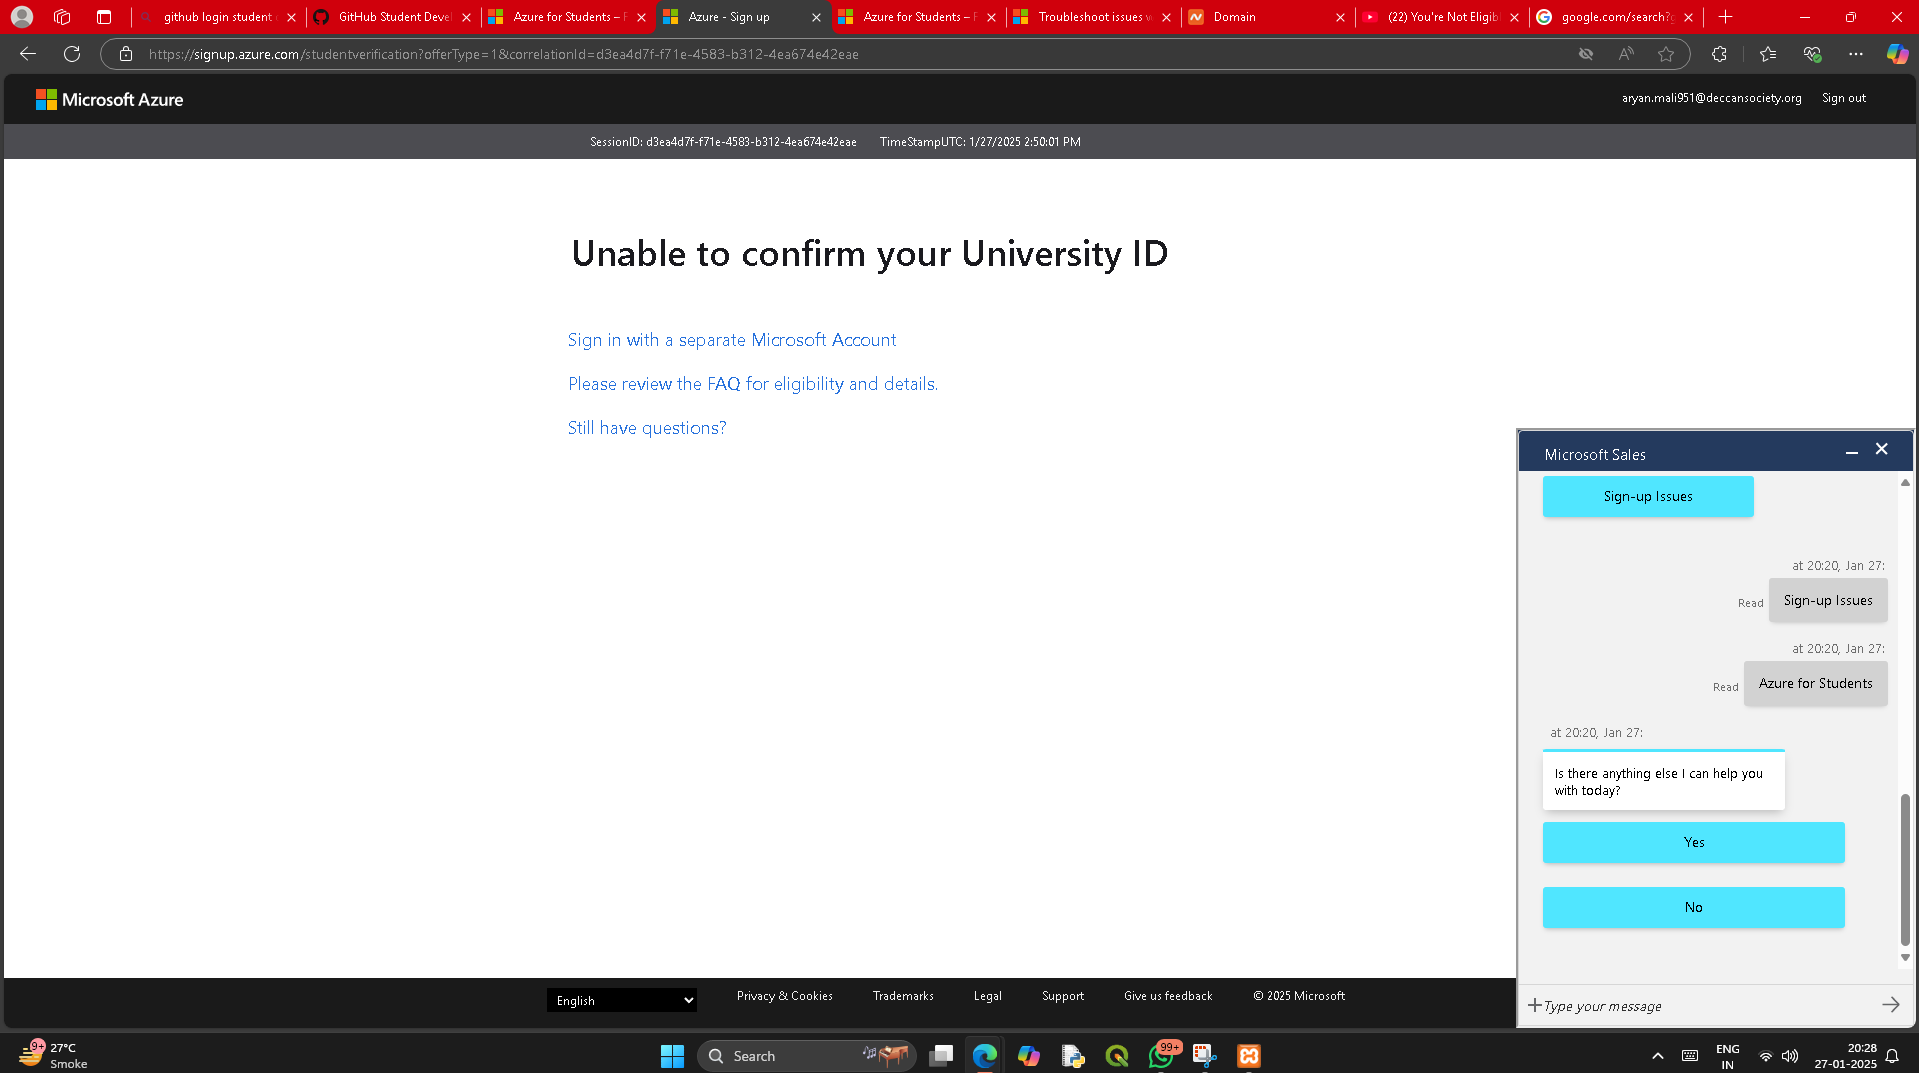 github login student
GitHub Student Devel
Azure for Students – F
Azure - Sign up
Azure for Students – F
Troubleshoot issues w
Domain
(22) You're Not Eligibl
google.com/search?q
https://signup.azure.com/studentverification?offerType=1&correlationId=d3ea4d7f-f71e-4583-b312-4ea674e42eae
Microsoft Azure
aryan.mali951@deccansociety.org
Sign out
SessionID: d3ea4d7f-f71e-4583-b312-4ea674e42eae
TimeStampUTC: 1/27/2025 2:50:01 PM
Unable to confirm your University ID
Sign in with a separate Microsoft Account
Please review the FAQ for eligibility and details.
Still have questions?
Microsoft Sales
Sign-up Issues
at 20:20, Jan 27:
Read
Sign-up Issues
at 20:20, Jan 27:
Read
Azure for Students
at 20:20, Jan 27:
Is there anything else I can help you
with today?
Yes
No
Type your message
English
Privacy & Cookies
Trademarks
Legal
Support
Give us feedback
© 2025 Microsoft
9+
27°C
Smoke
Search
99+
ENG
IN
20:28
27-01-2025